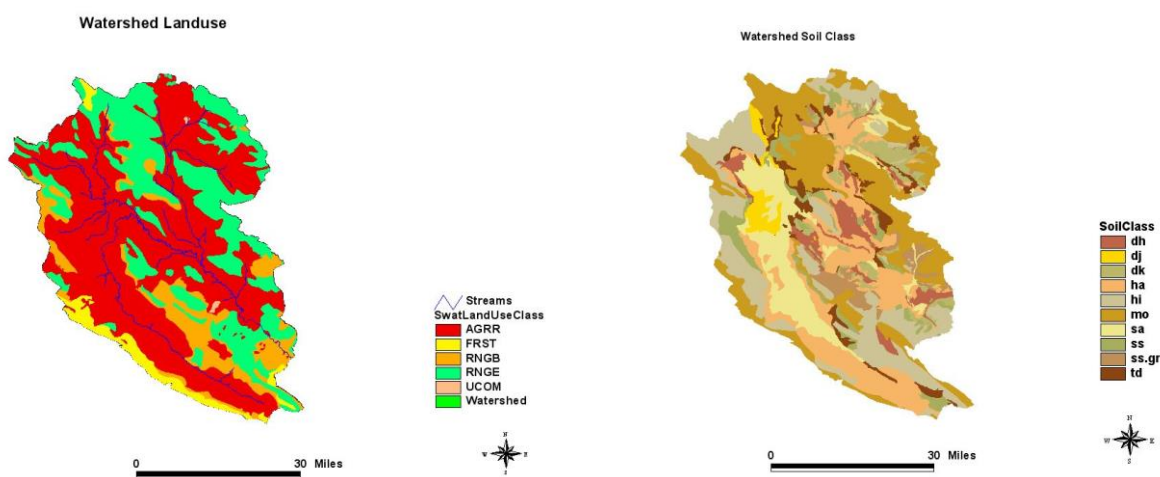 Watershed Landuse
Streams
SwatLandUseClass
AGRR
FRST
RNGB
RNGE
UCOM
Watershed
0 30 Miles
N
W E
S
Watershed Soil Class
SoilClass
dh
dj
dk
ha
hi
mo
sa
ss
ss.gr
td
0 30 Miles
N
W E
S